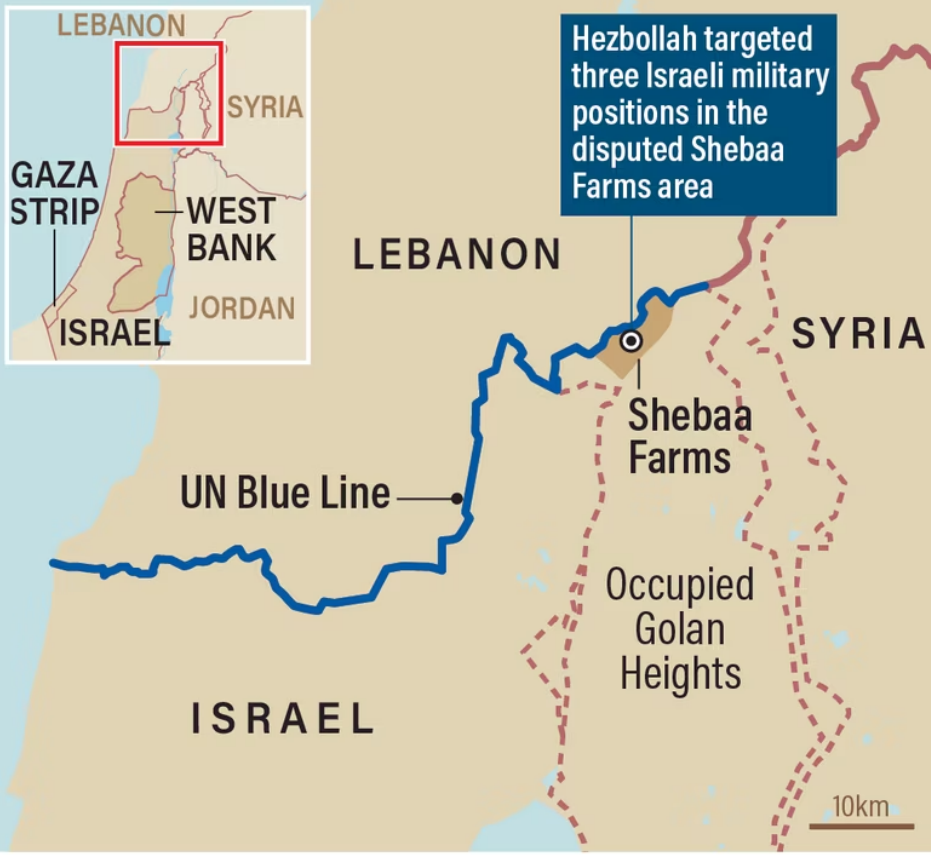 LEBANON
SYRIA
GAZA
STRIP
WEST
BANK
JORDAN
ISRAEL
Hezbollah targeted
three Israeli military
positions in the
disputed Shebaa
Farms area
LEBANON
SYRIA
Shebaa
Farms
UN Blue Line
Occupied
Golan
Heights
ISRAEL
10km